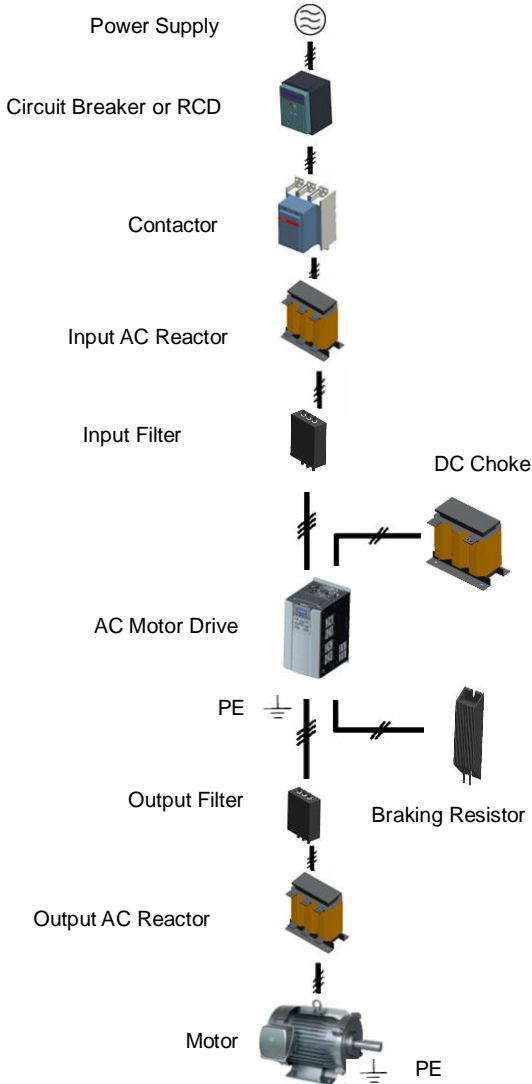 Power Supply
Circuit Breaker or RCD
Contactor
Input AC Reactor
Input Filter
DC Choke
AC Motor Drive
PE
Output Filter
Braking Resistor
Output AC Reactor
Motor
PE